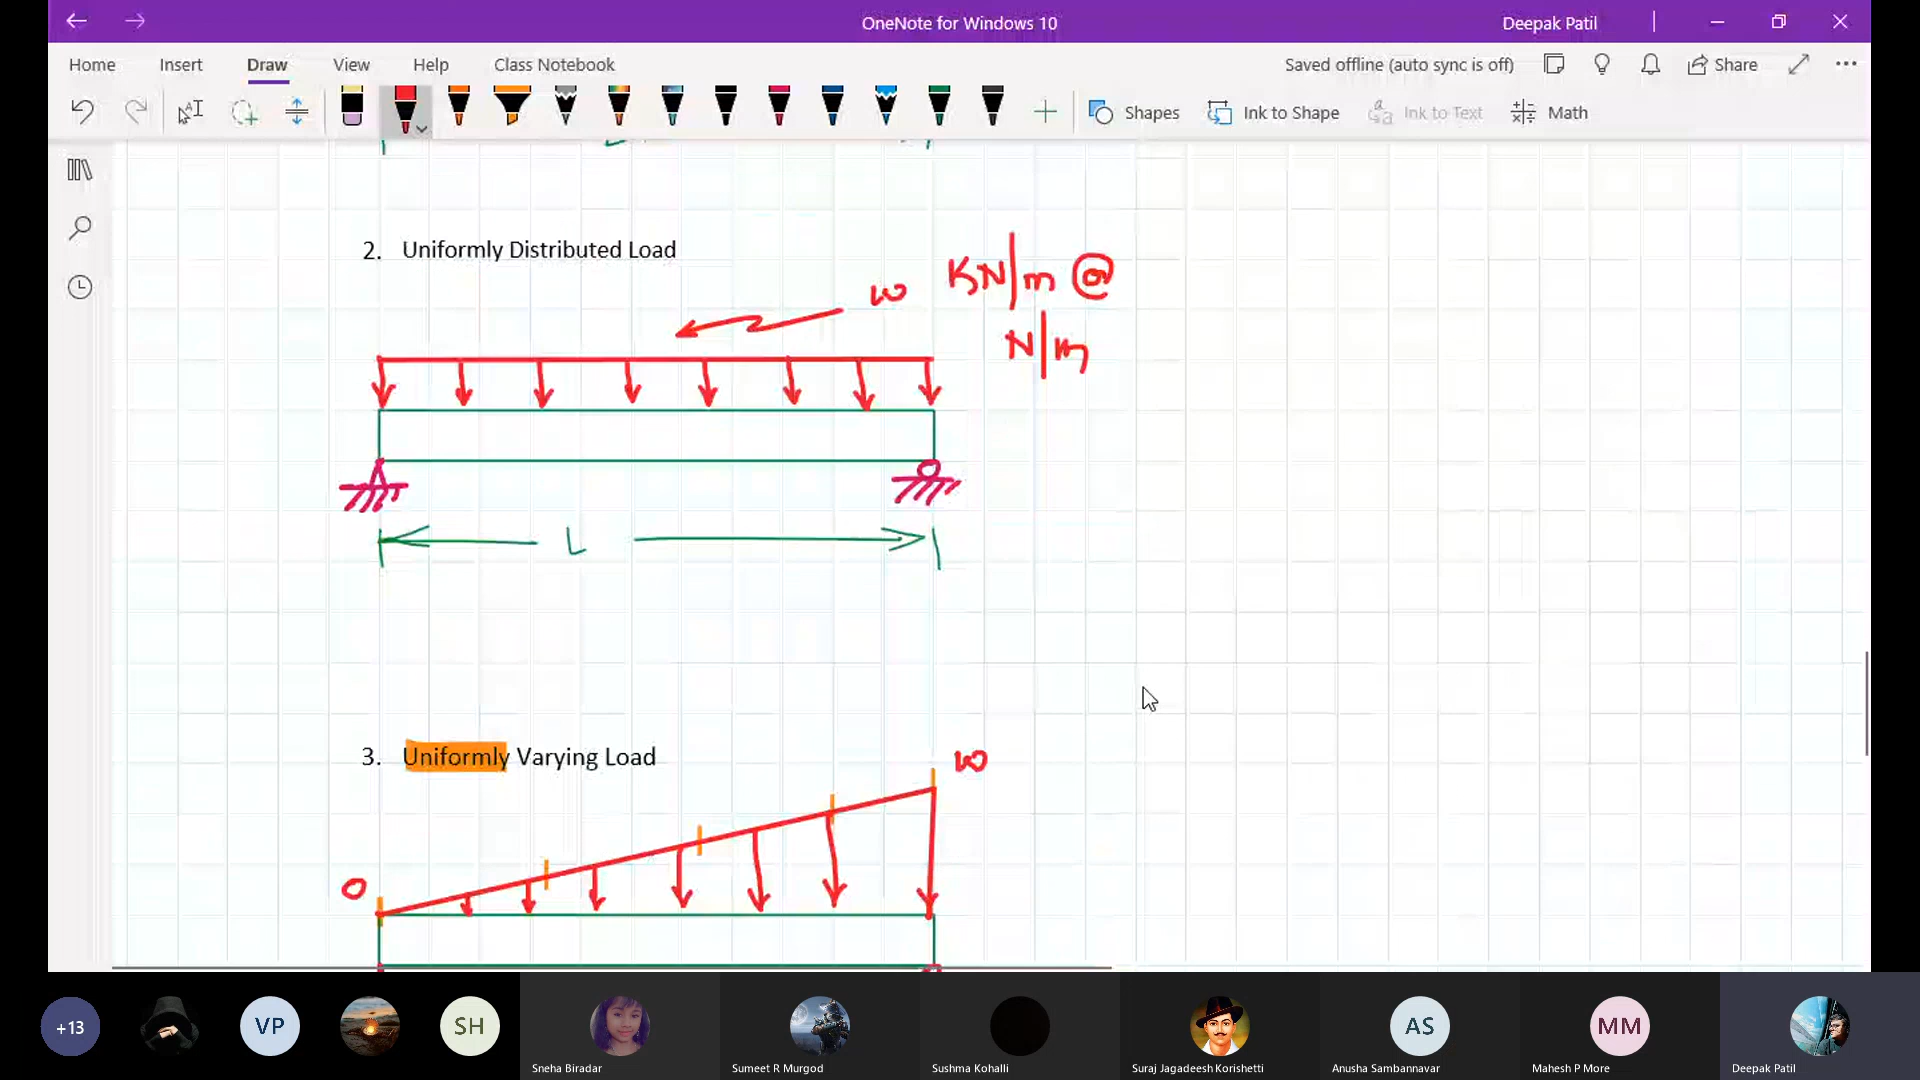 OneNote for Windows 10
Deepak Patil
Home Insert Draw View Help Class Notebook
Saved offline (auto sync is off) Share
Shapes Ink to Shape Ink to Text Math
2. Uniformly Distributed Load
w KN/m @
N/m
L
3. Uniformly Varying Load
w
0
+13 VP SH AS MM
Sneha Biradar Sumeet R Murgod Sushma Kohalli Suraj Jagadeesh Korishetti Anusha Sambannavar Mahesh P More Deepak Patil